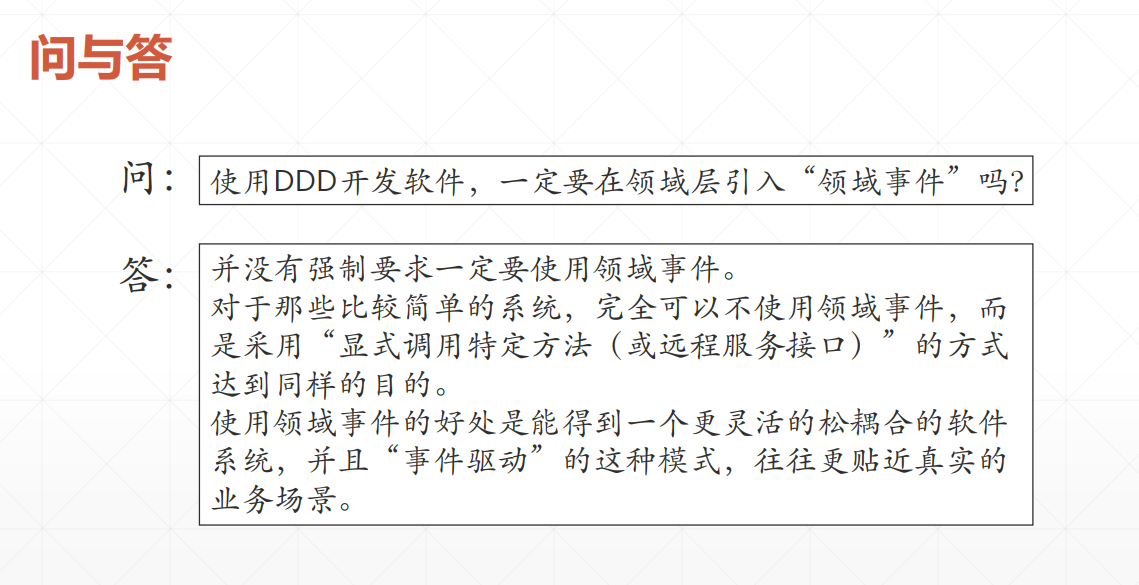 问与答
问：
使用DDD开发软件，一定要在领域层引入“领域事件”吗？
答：
并没有强制要求一定要使用领域事件。
对于那些比较简单的系统，完全可以不使用领域事件，而
是采用“显式调用特定方法（或远程服务接口）”的方式
达到同样的目的。
使用领域事件的好处是能得到一个更灵活的松耦合的软件
系统，并且“事件驱动”的这种模式，往往更贴近真实的
业务场景。